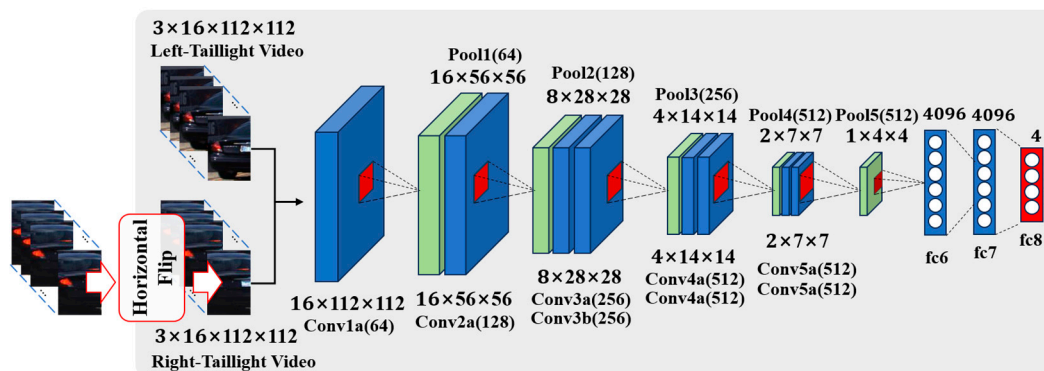 3×16×112×112
Left-Taillight Video
Horizontal
Flip
3×16×112×112
Right-Taillight Video
16×112×112
Conv1a(64)
Pool1(64)
16×56×56
16×56×56
Conv2a(128)
Pool2(128)
8×28×28
8×28×28
Conv3a(256)
Conv3b(256)
Pool3(256)
4×14×14
4×14×14
Conv4a(512)
Conv4a(512)
Pool4(512)
2×7×7
2×7×7
Conv5a(512)
Conv5a(512)
Pool5(512)
1×4×4
4096
fc6
4096
fc7
4
fc8